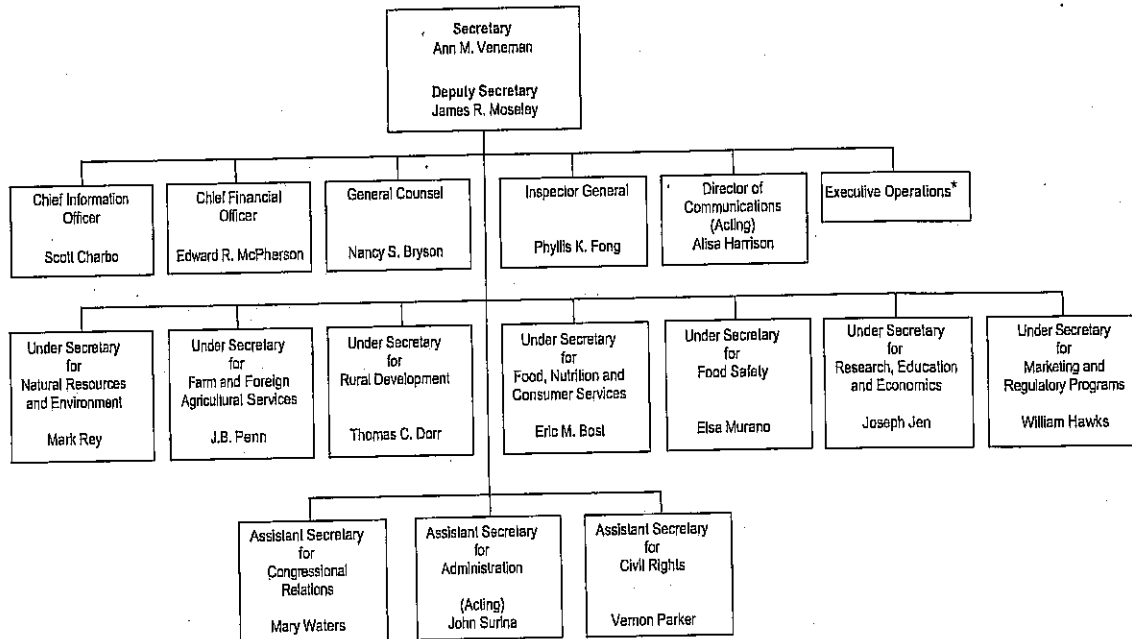 Secretary
Ann M. Veneman
Deputy Secretary
James R. Moseley
Chief Information
Officer
Scott Charbo
Chief Financial
Officer
Edward R. McPherson
General Counsel
Nancy S. Bryson
Inspector General
Phyllis K. Fong
Director of
Communications
(Acting)
Alisa Harrison
Executive Operations*
Under Secretary
for
Natural Resources
and Environment
Mark Rey
Under Secretary
for
Farm and Foreign
Agricultural Services
J.B. Penn
Under Secretary
for
Rural Development
Thomas C. Dorr
Under Secretary
for
Food, Nutrition and
Consumer Services
Eric M. Bost
Under Secretary
for
Food Safety
Elsa Murano
Under Secretary
for
Research, Education
and Economics
Joseph Jen
Under Secretary
for
Marketing and
Regulatory Programs
William Hawks
Assistant Secretary
for
Congressional
Relations
Mary Waters
Assistant Secretary
for
Administration
(Acting)
John Surina
Assistant Secretary
for
Civil Rights
Vernon Parker